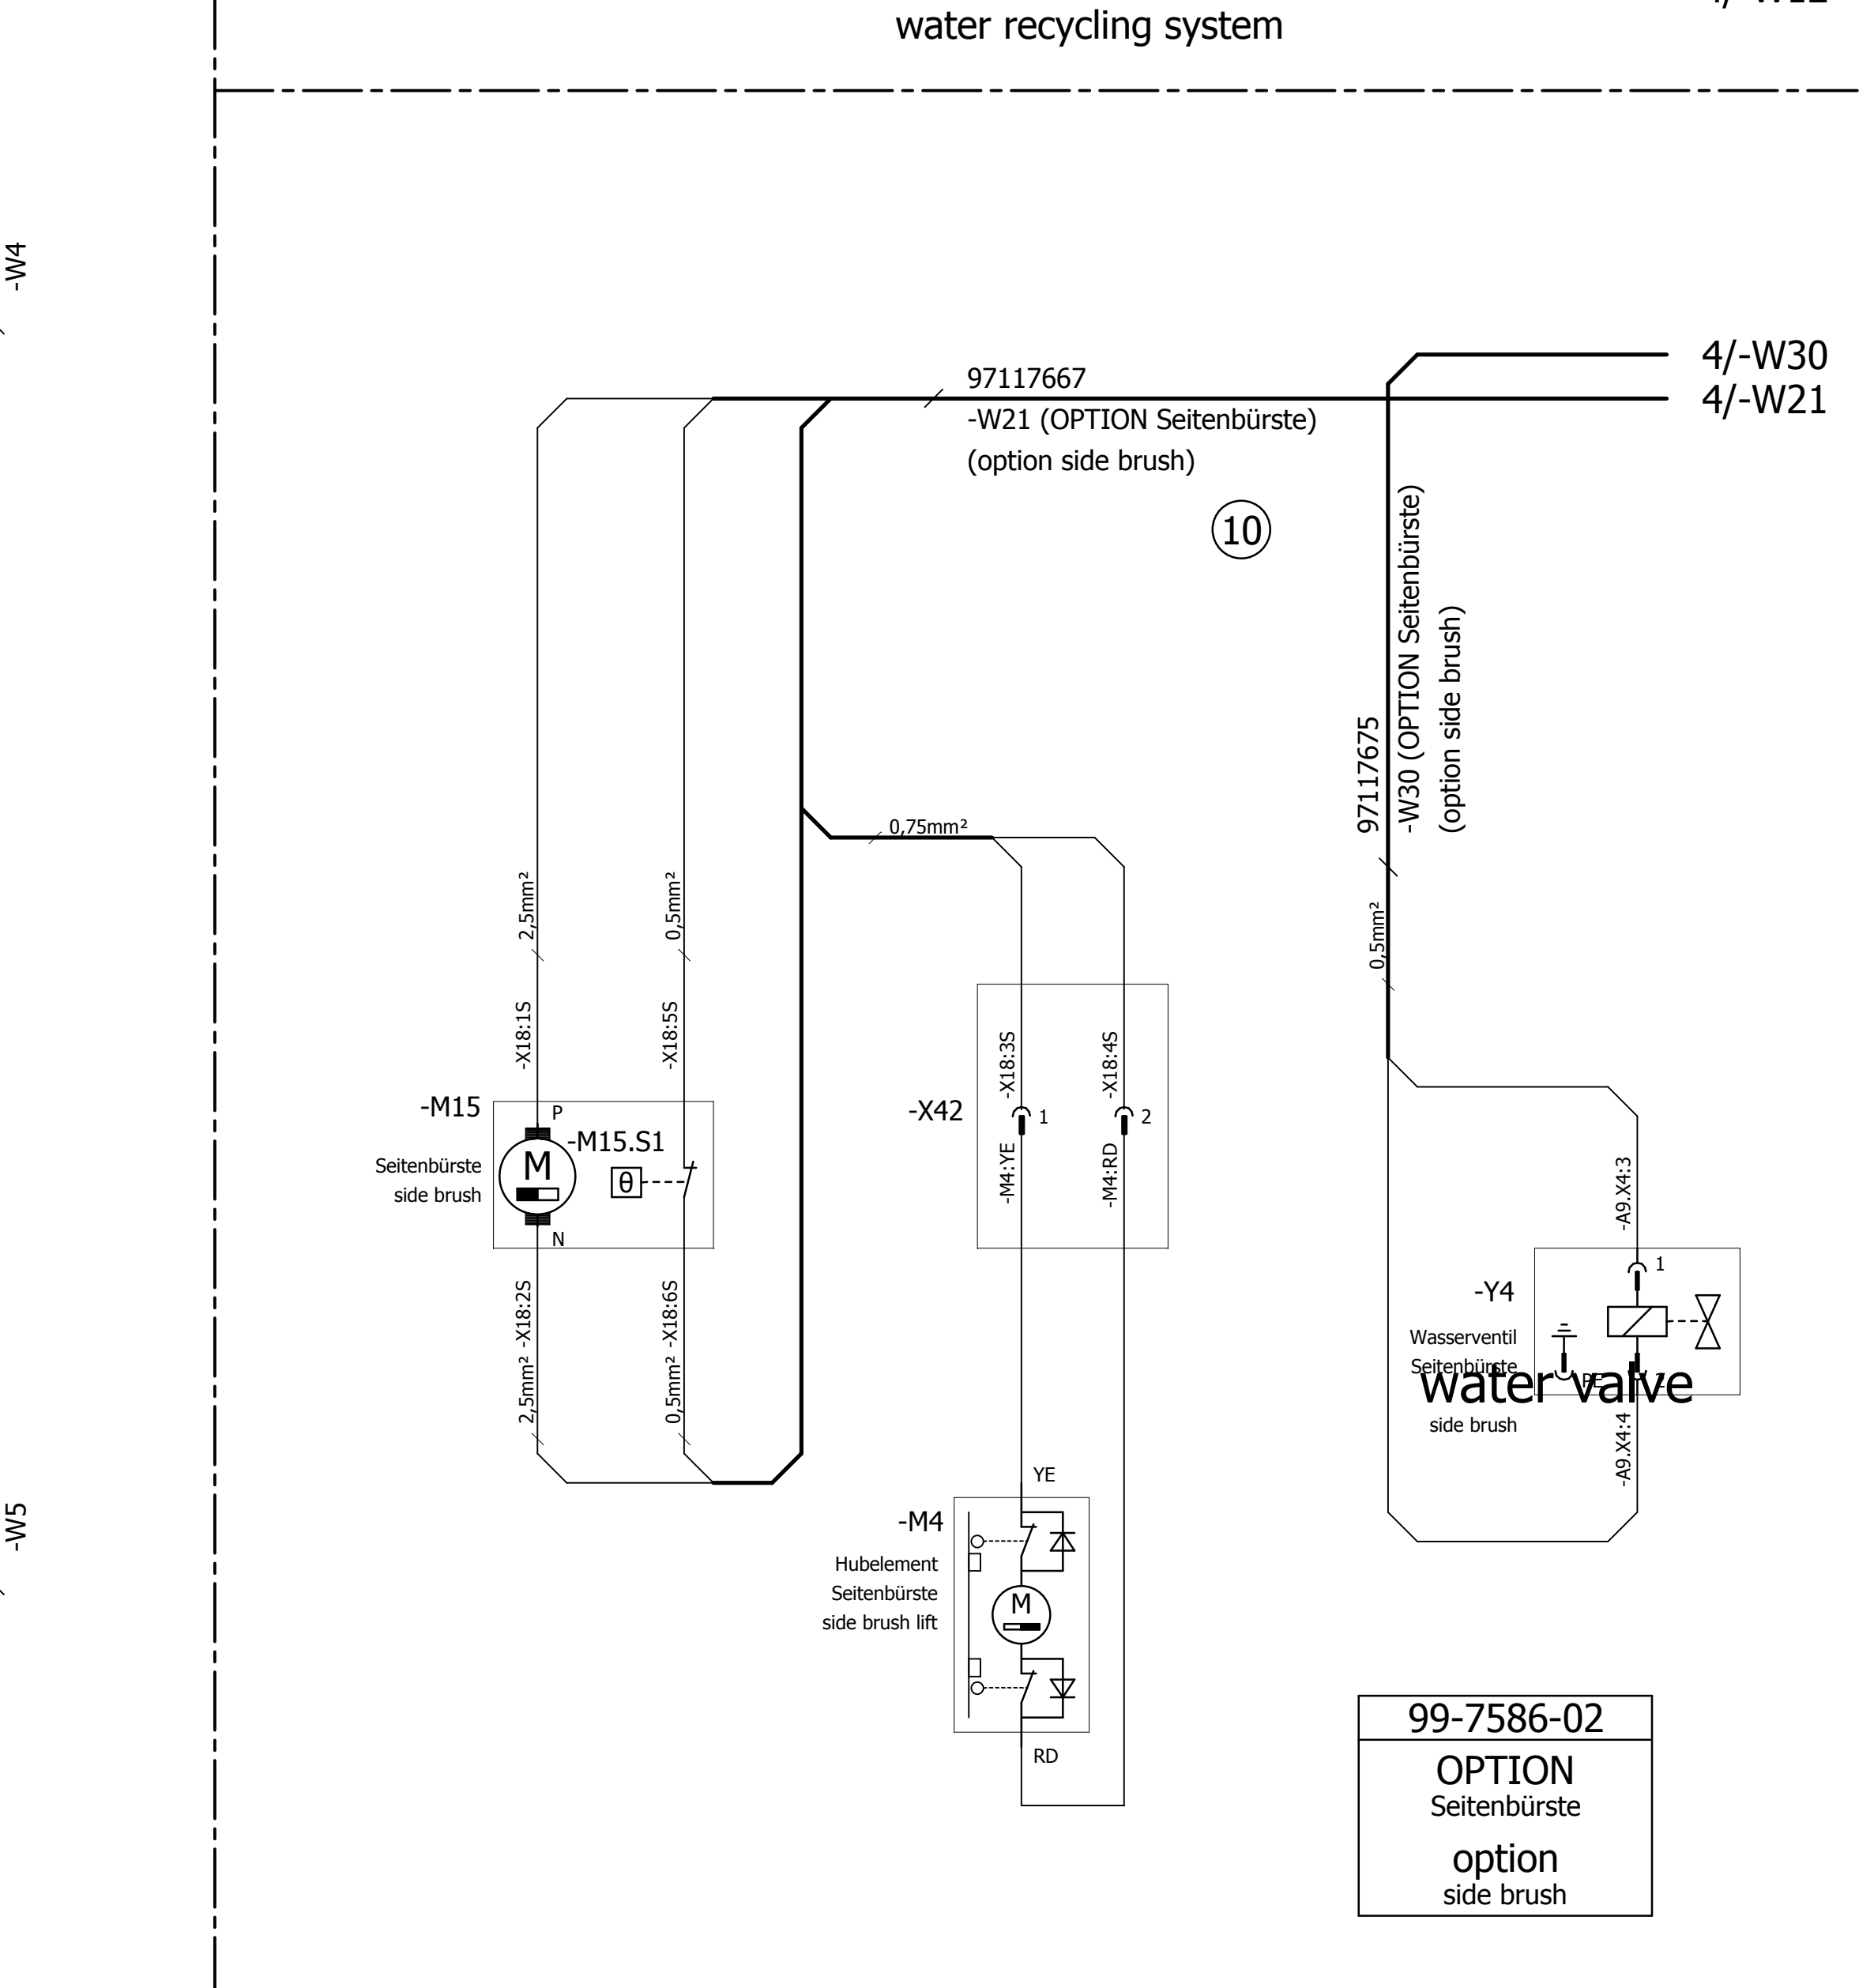 water recycling system
-W4
4/-W30
97117667
4/-W21
-W21 (OPTION Seitenbürste)
(option side brush)
10
97117675
-W30 (OPTION Seitenbürste)
(option side brush)
0,75mm²
2,5mm²
0,5mm²
0,5mm²
-X18:1S
-X18:5S
-X18:3S
-X18:4S
-M15
P
-M15.S1
M
θ
Seitenbürste
side brush
N
-X42
1
2
-M4:YE
-M4:RD
-A9.X4:3
-X18:2S
2,5mm²
-X18:6S
0,5mm²
-Y4
1
Wasserventil
Seitenbürste
water valve
PE
2
side brush
-A9.X4:4
-W5
YE
-M4
Hubelement
Seitenbürste
side brush lift
M
RD
99-7586-02
OPTION
Seitenbürste
option
side brush